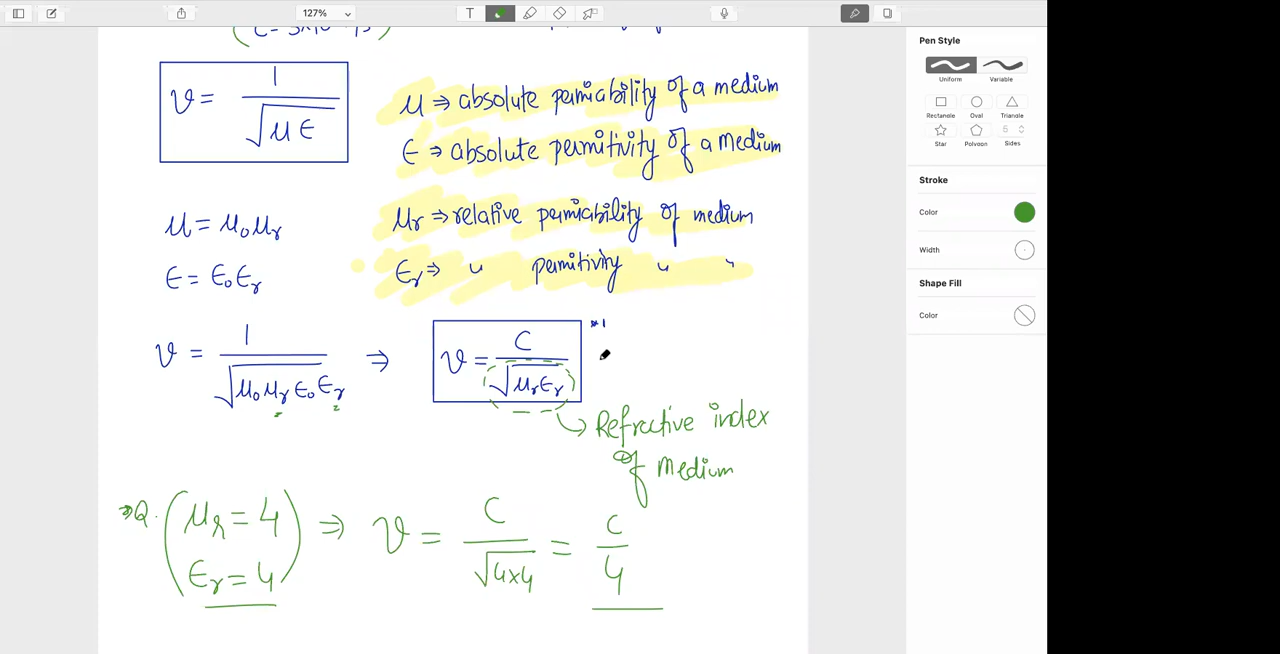 127%
T
Pen Style
Uniform
Variable
Rectangle
Oval
Triangle
Star
Polygon
5
Sides
Stroke
Color
Width
Shape Fill
Color
v = 1 / √με
μ ⇒ absolute permiability of a medium
ϵ ⇒ absolute permitivity of a medium
μ = μ₀μᵣ
μᵣ ⇒ relative permiability of medium
ϵ = ϵ₀ϵᵣ
ϵᵣ ⇒ " permitivity " "
v = 1 / √μ₀μᵣϵ₀ϵᵣ ⇒ v = C / √μᵣϵᵣ *1
Refractive index
of Medium
⇒Q. (μᵣ = 4
ϵᵣ = 4) ⇒ v = C / √4×4 = C / 4